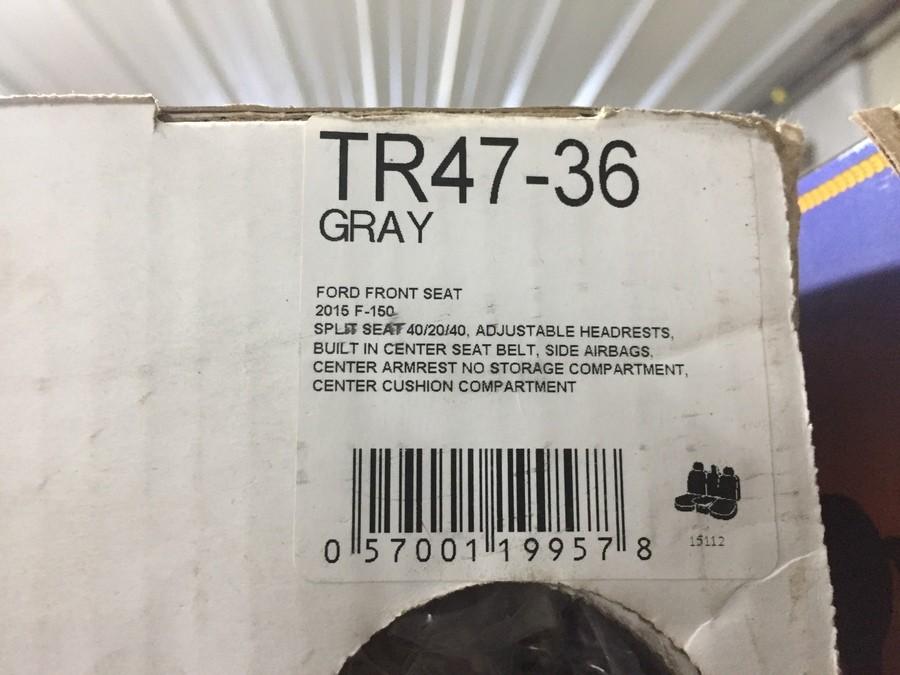 TR47-36
GRAY
FORD FRONT SEAT
2015 F-150
SPLIT SEAT 40/20/40, ADJUSTABLE HEADRESTS,
BUILT IN CENTER SEAT BELT, SIDE AIRBAGS,
CENTER ARMREST NO STORAGE COMPARTMENT,
CENTER CUSHION COMPARTMENT
0 57001 19957 8
15112